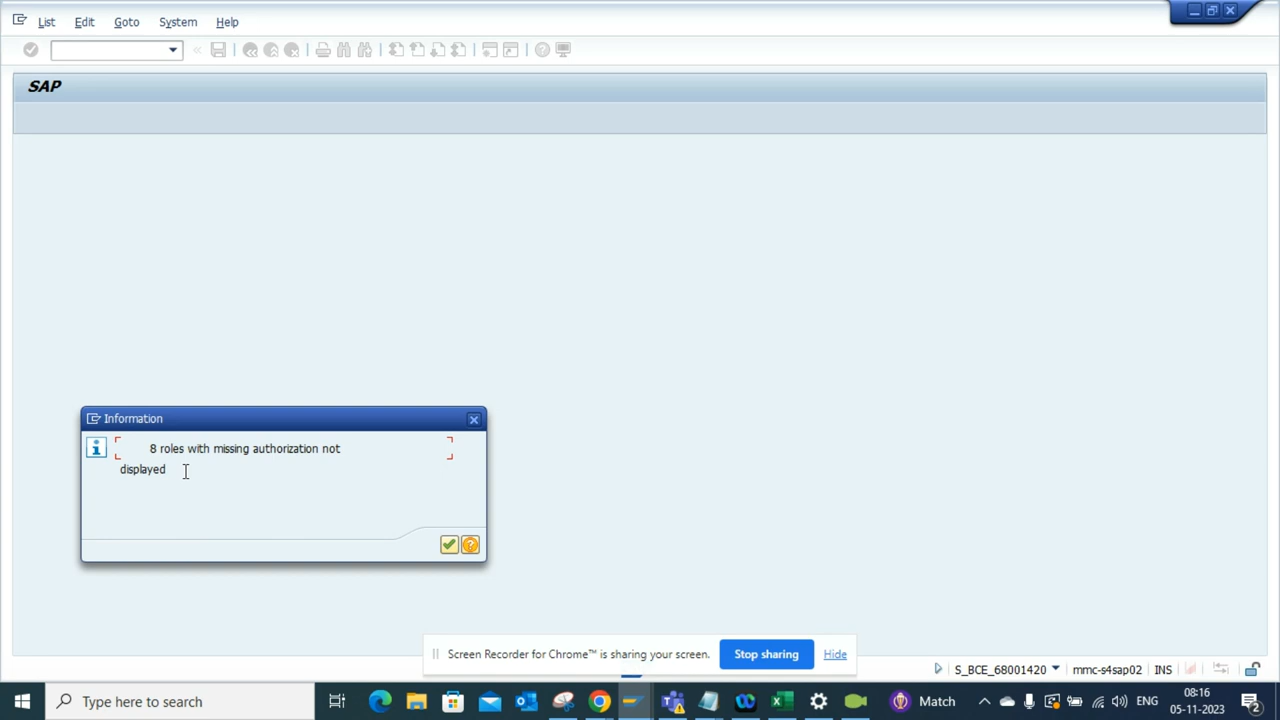 List Edit Goto System Help
SAP
Information
8 roles with missing authorization not
displayed
Screen Recorder for Chrome™ is sharing your screen. Stop sharing Hide
S_BCE_68001420 mmc-s4sap02 INS
Type here to search
Match
ENG
08:16
05-11-2023
2